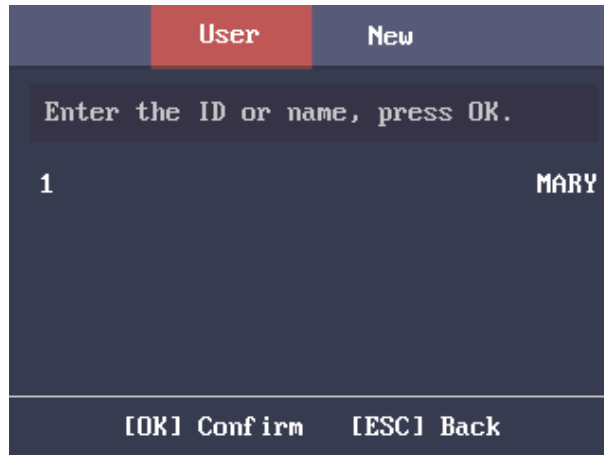 User New
Enter the ID or name, press OK.
1 MARY
[OK] Confirm [ESC] Back